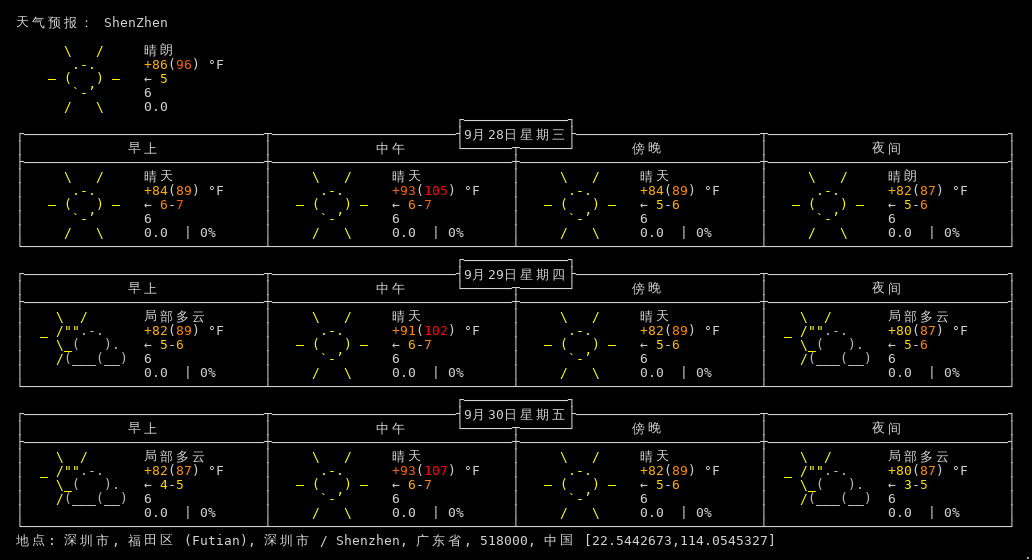 天气预报： ShenZhen
晴朗
+86(96) °F
← 5
6
0.0
9月28日星期三
早上 中午 傍晚 夜间
晴天 晴天 晴天 晴朗
+84(89) °F +93(105) °F +84(89) °F +82(87) °F
← 6-7 ← 6-7 ← 5-6 ← 5-6
6 6 6 6
0.0 | 0% 0.0 | 0% 0.0 | 0% 0.0 | 0%
9月29日星期四
早上 中午 傍晚 夜间
局部多云 晴天 晴天 局部多云
+82(89) °F +91(102) °F +82(89) °F +80(87) °F
← 5-6 ← 6-7 ← 5-6 ← 5-6
6 6 6 6
0.0 | 0% 0.0 | 0% 0.0 | 0% 0.0 | 0%
9月30日星期五
早上 中午 傍晚 夜间
局部多云 晴天 晴天 局部多云
+82(87) °F +93(107) °F +82(89) °F +80(87) °F
← 4-5 ← 6-7 ← 5-6 ← 3-5
6 6 6 6
0.0 | 0% 0.0 | 0% 0.0 | 0% 0.0 | 0%
地点: 深圳市, 福田区 (Futian), 深圳市 / Shenzhen, 广东省, 518000, 中国 [22.5442673,114.0545327]